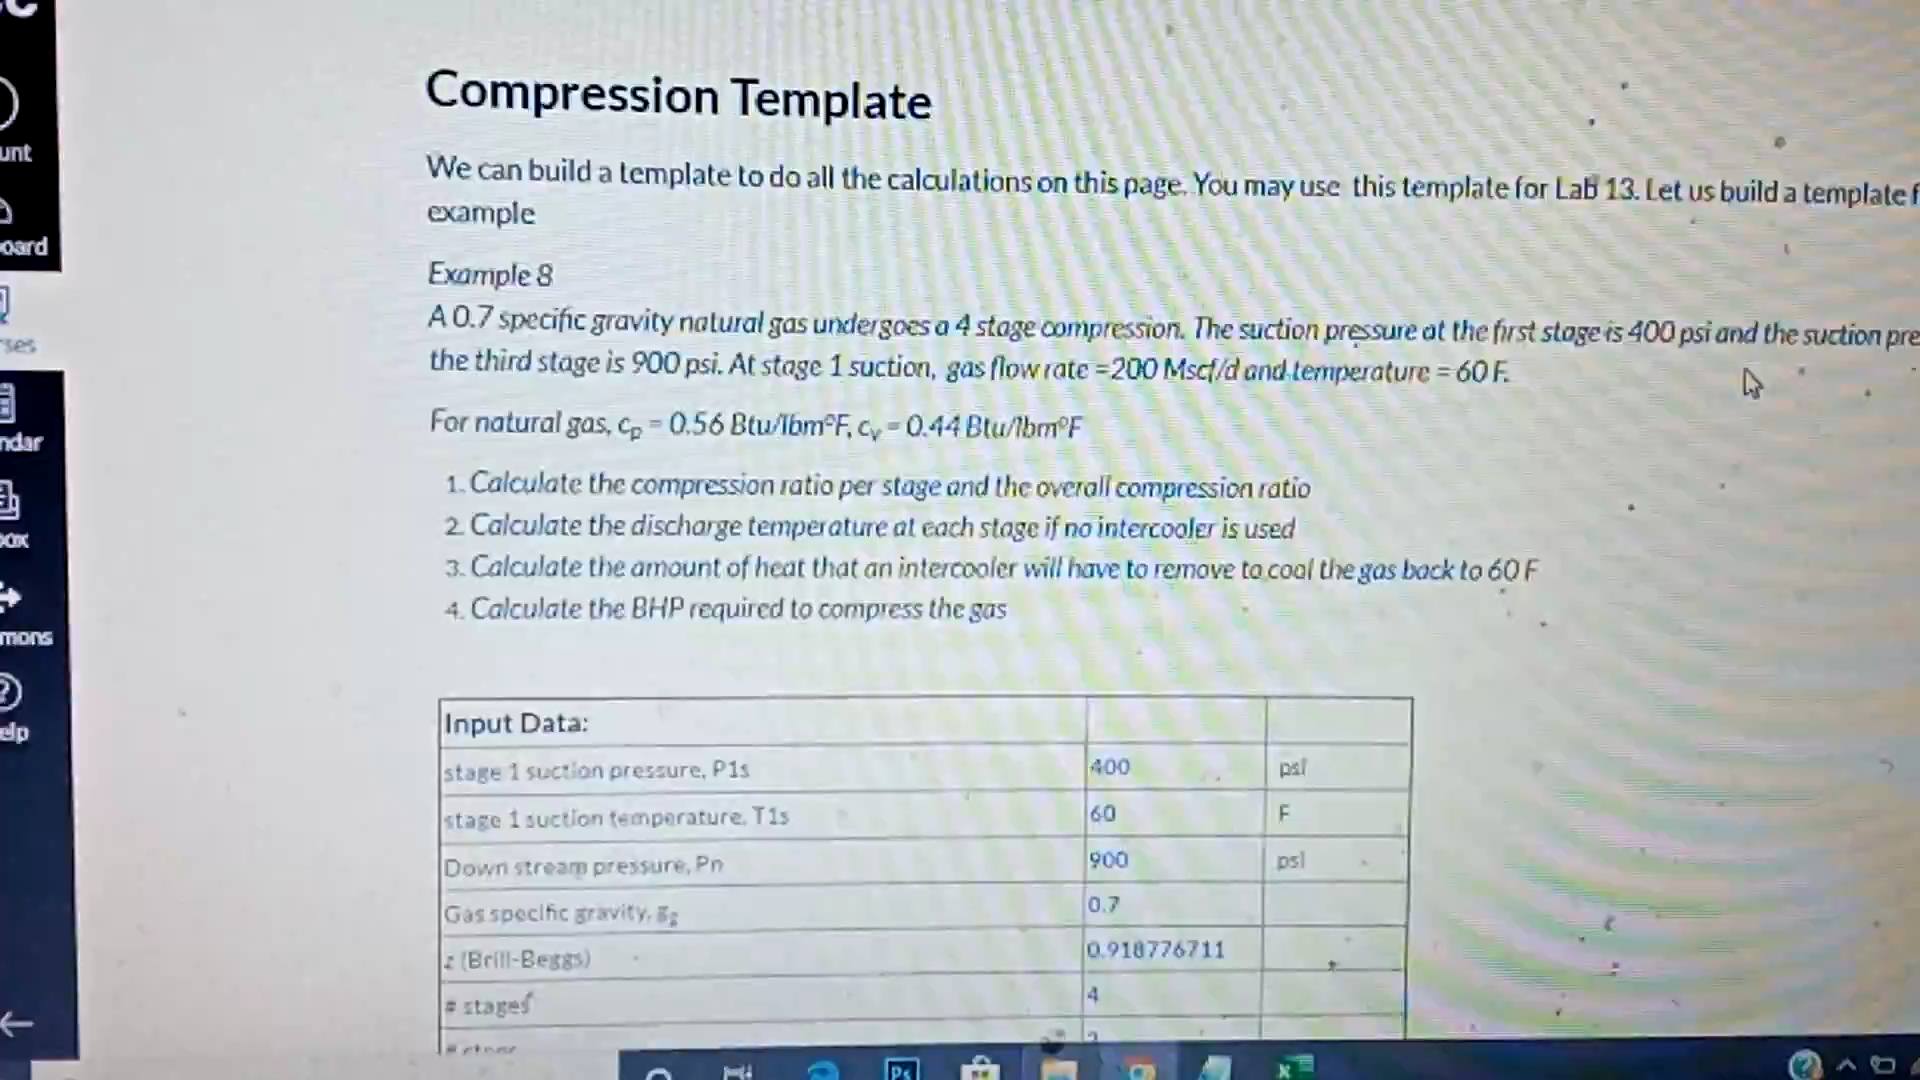 unt
oard
ses
ndar
box
mons
elp
Compression Template
We can build a template to do all the calculations on this page. You may use this template for Lab 13. Let us build a template f
example
Example 8
A 0.7 specific gravity natural gas undergoes a 4 stage compression. The suction pressure at the first stage is 400 psi and the suction pre
the third stage is 900 psi. At stage 1 suction, gas flow rate =200 Mscf/d and temperature = 60 F.
For natural gas, cp = 0.56 Btu/lbm°F, cv = 0.44 Btu/lbm°F
1. Calculate the compression ratio per stage and the overall compression ratio
2. Calculate the discharge temperature at each stage if no intercooler is used
3. Calculate the amount of heat that an intercooler will have to remove to cool the gas back to 60 F
4. Calculate the BHP required to compress the gas
Input Data:
stage 1 suction pressure, P1s 400 psi
stage 1 suction temperature, T1s 60 F
Down stream pressure, Pn 900 psi
Gas specific gravity, gg 0.7
z (Brill-Beggs) 0.918776711
# stages 4
Ps